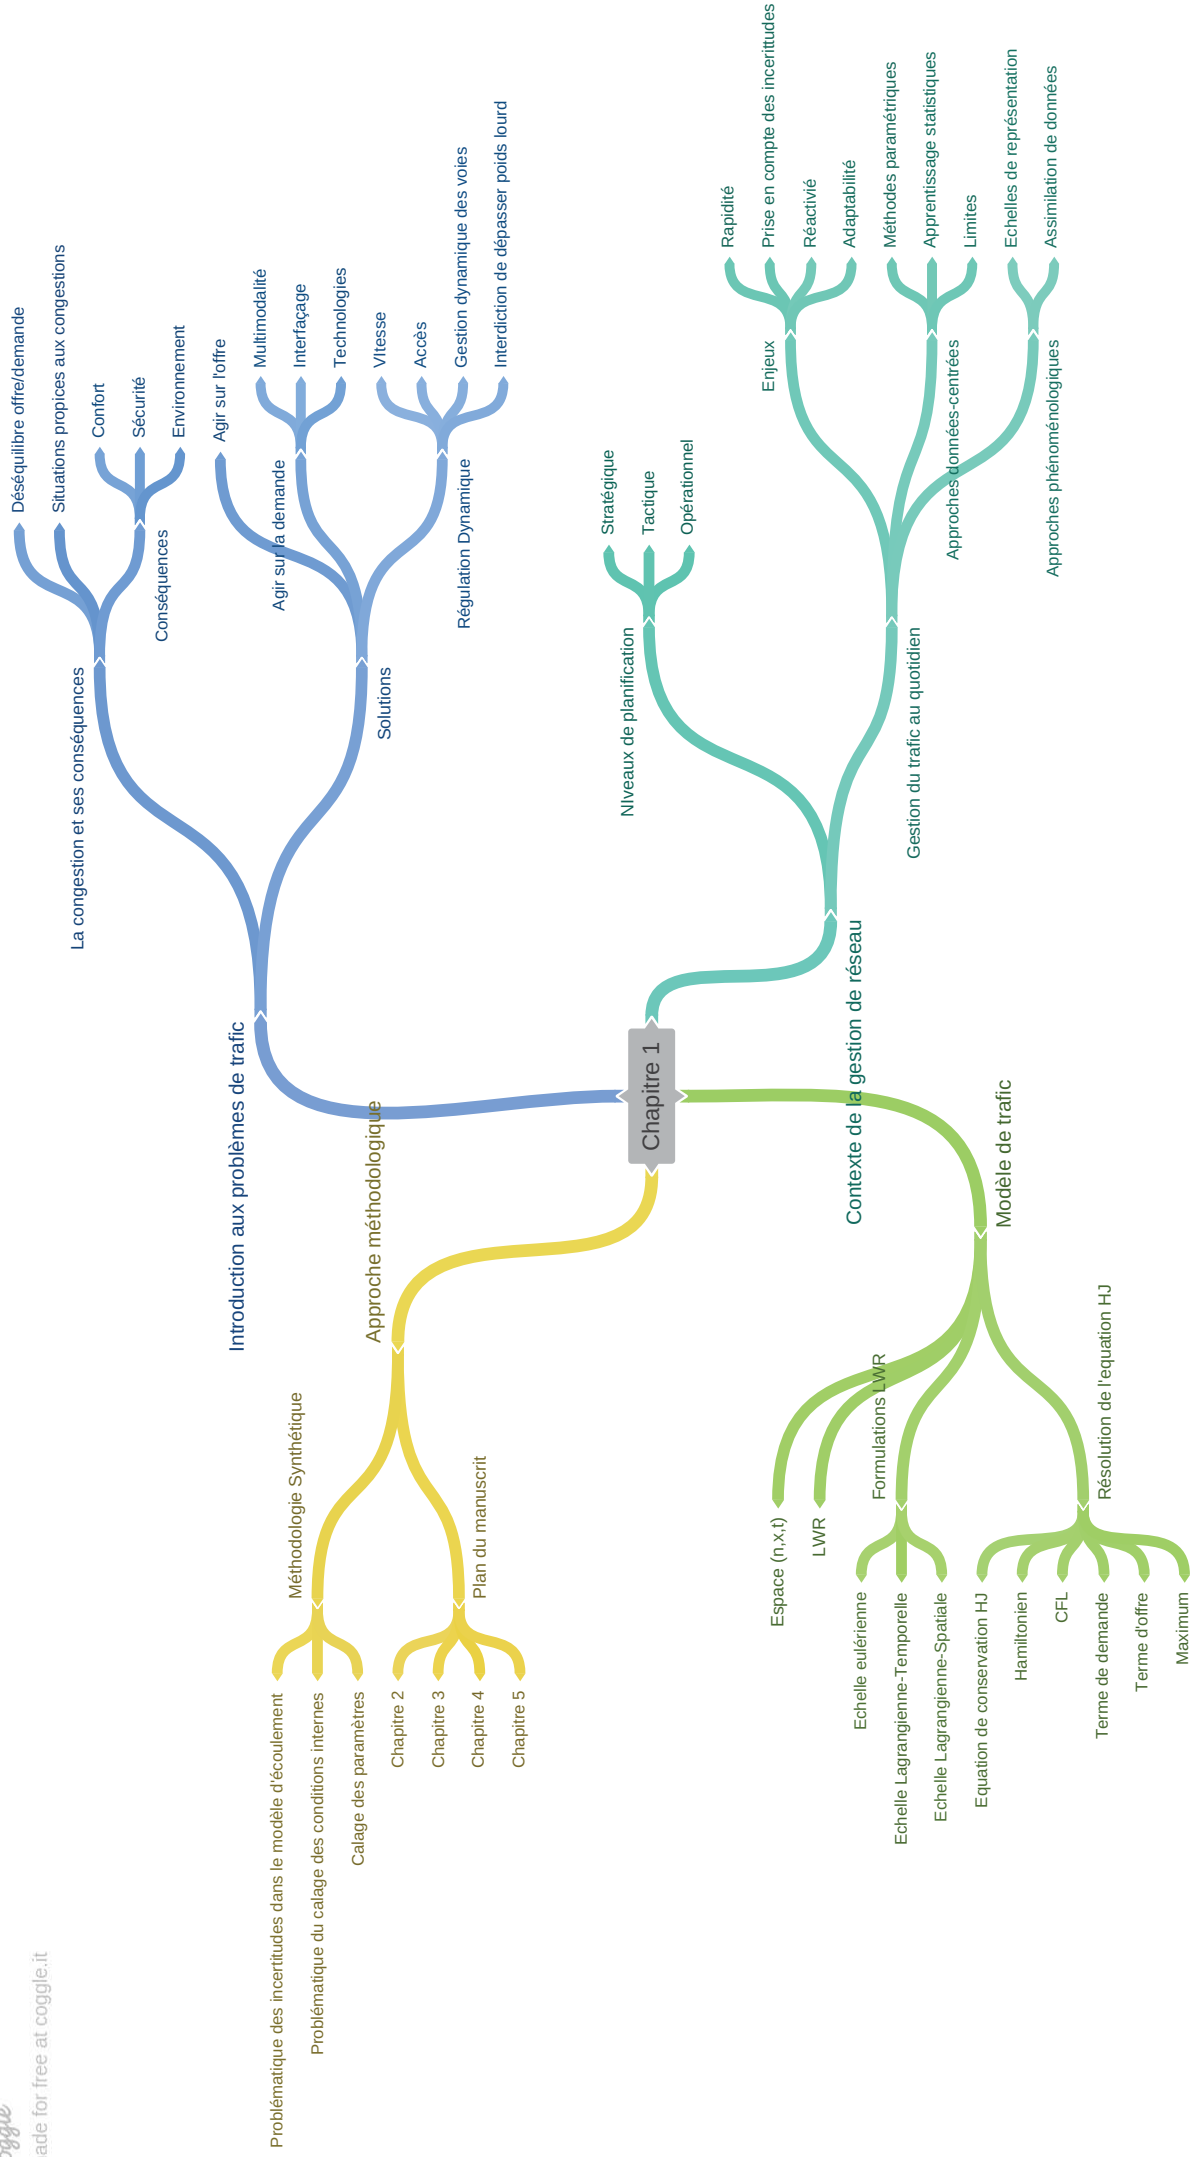 Chapitre 1
Introduction aux problèmes de trafic
La congestion et ses conséquences
Déséquilibre offre/demande
Situations propices aux congestions
Conséquences
Confort
Sécurité
Environnement
Solutions
Agir sur l'offre
Agir sur la demande
Multimodalité
Interfaçage
Technologies
Régulation Dynamique
VItesse
Accès
Gestion dynamique des voies
Interdiction de dépasser poids lourd
Contexte de la gestion de réseau
NIveaux de planification
Stratégique
Tactique
Opérationnel
Gestion du trafic au quotidien
Enjeux
Rapidité
Prise en compte des incerittudes
Réactivié
Adaptabilité
Approches données-centrées
Méthodes paramétriques
Apprentissage statistiques
Limites
Approches phénoménologiques
Echelles de représentation
Assimilation de données
Approche méthodologique
Méthodologie Synthétique
Problématique des incertitudes dans le modèle d'écoulement
Problématique du calage des conditions internes
Calage des paramètres
Plan du manuscrit
Chapitre 2
Chapitre 3
Chapitre 4
Chapitre 5
Modèle de trafic
Espace (n,x,t)
LWR
Formulations LWR
Echelle eulérienne
Echelle Lagrangienne-Temporelle
Echelle Lagrangienne-Spatiale
Résolution de l'equation HJ
Equation de conservation HJ
Hamiltonien
CFL
Terme de demande
Terme d'offre
Maximum
for free at coggle.it